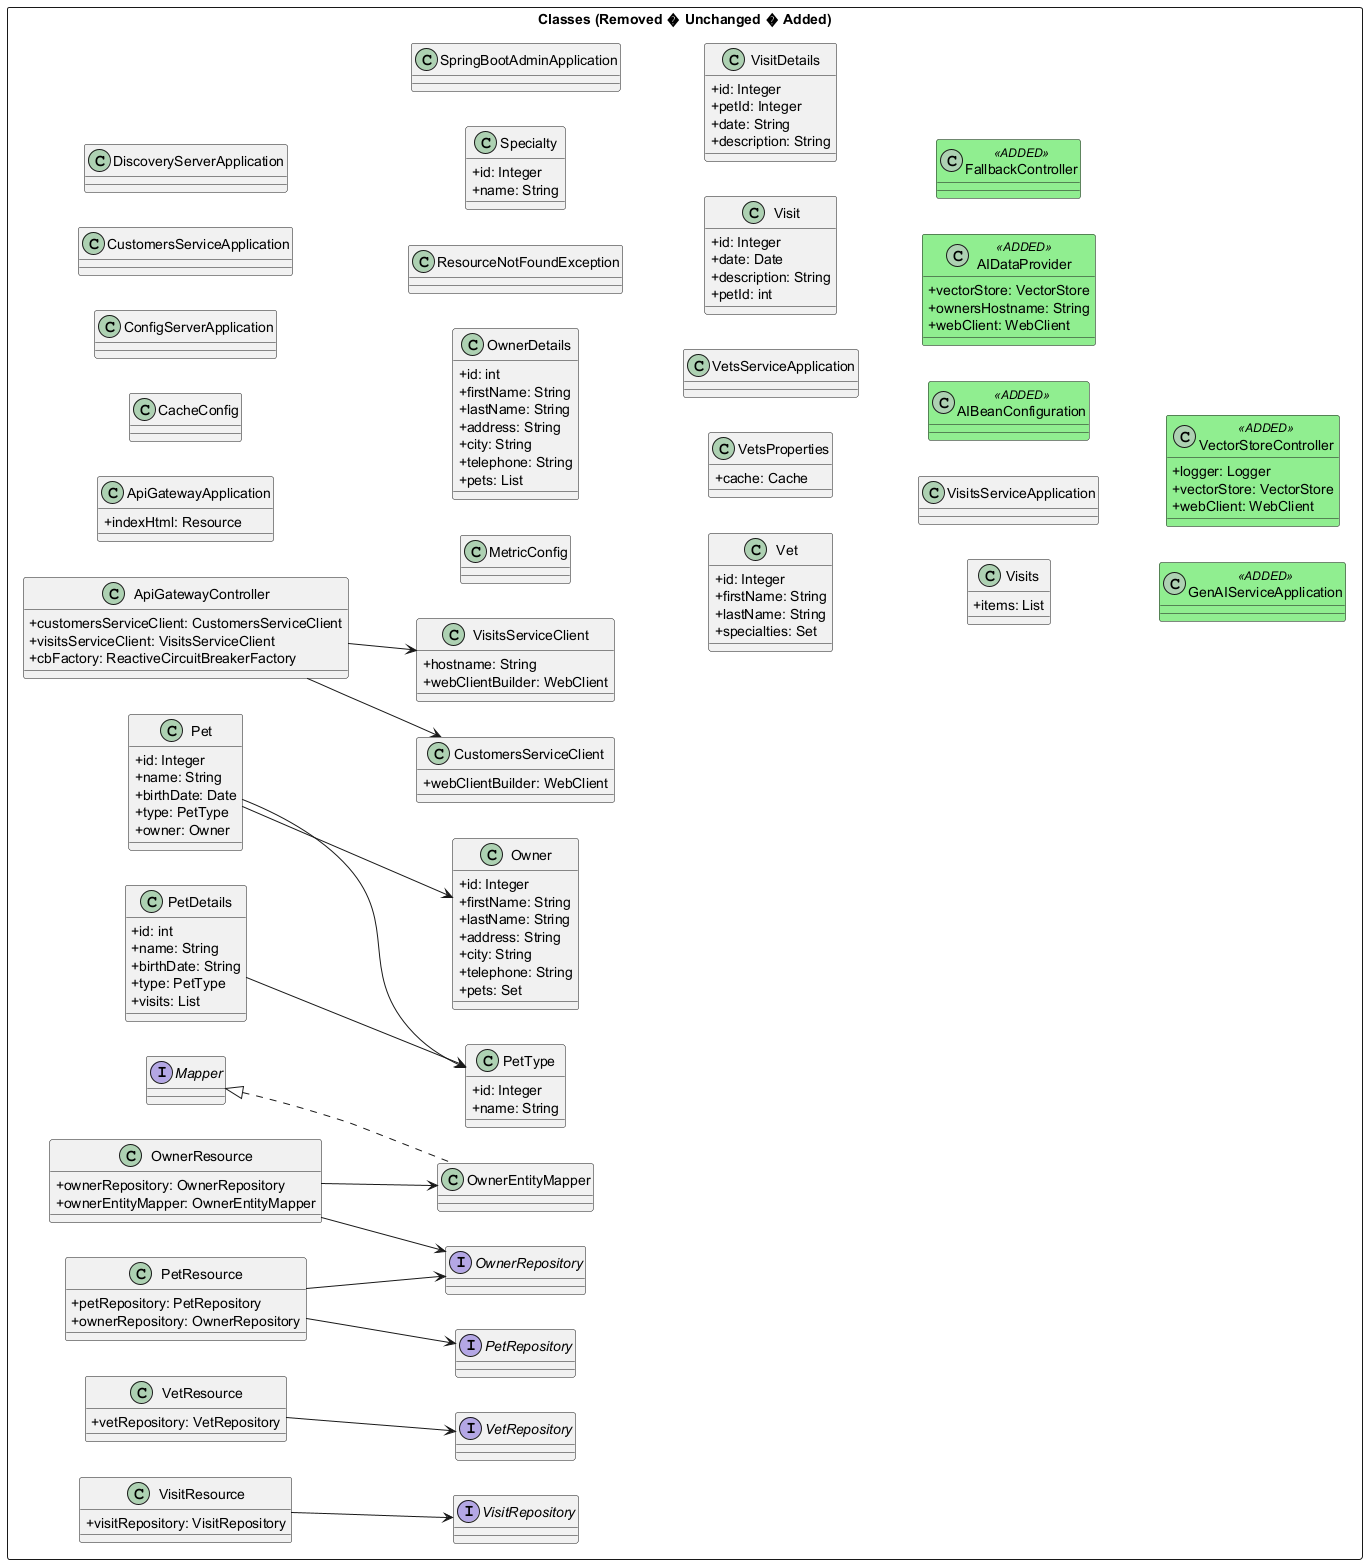 Classes (Removed � Unchanged � Added)
C DiscoveryServerApplication
C CustomersServiceApplication
C ConfigServerApplication
C CacheConfig
C ApiGatewayApplication
+indexHtml: Resource
C ApiGatewayController
+customersServiceClient: CustomersServiceClient
+visitsServiceClient: VisitsServiceClient
+cbFactory: ReactiveCircuitBreakerFactory
C Pet
+id: Integer
+name: String
+birthDate: Date
+type: PetType
+owner: Owner
C PetDetails
+id: int
+name: String
+birthDate: String
+type: PetType
+visits: List
I Mapper
C OwnerResource
+ownerRepository: OwnerRepository
+ownerEntityMapper: OwnerEntityMapper
C PetResource
+petRepository: PetRepository
+ownerRepository: OwnerRepository
C VetResource
+vetRepository: VetRepository
C VisitResource
+visitRepository: VisitRepository
C SpringBootAdminApplication
C Specialty
+id: Integer
+name: String
C ResourceNotFoundException
C OwnerDetails
+id: int
+firstName: String
+lastName: String
+address: String
+city: String
+telephone: String
+pets: List
C MetricConfig
C VisitsServiceClient
+hostname: String
+webClientBuilder: WebClient
C CustomersServiceClient
+webClientBuilder: WebClient
C Owner
+id: Integer
+firstName: String
+lastName: String
+address: String
+city: String
+telephone: String
+pets: Set
C PetType
+id: Integer
+name: String
C OwnerEntityMapper
I OwnerRepository
I PetRepository
I VetRepository
I VisitRepository
C VisitDetails
+id: Integer
+petId: Integer
+date: String
+description: String
C Visit
+id: Integer
+date: Date
+description: String
+petId: int
C VetsServiceApplication
C VetsProperties
+cache: Cache
C Vet
+id: Integer
+firstName: String
+lastName: String
+specialties: Set
C «ADDED»
FallbackController
C «ADDED»
AIDataProvider
+vectorStore: VectorStore
+ownersHostname: String
+webClient: WebClient
C «ADDED»
AIBeanConfiguration
C VisitsServiceApplication
C Visits
+items: List
C «ADDED»
VectorStoreController
+logger: Logger
+vectorStore: VectorStore
+webClient: WebClient
C «ADDED»
GenAIServiceApplication